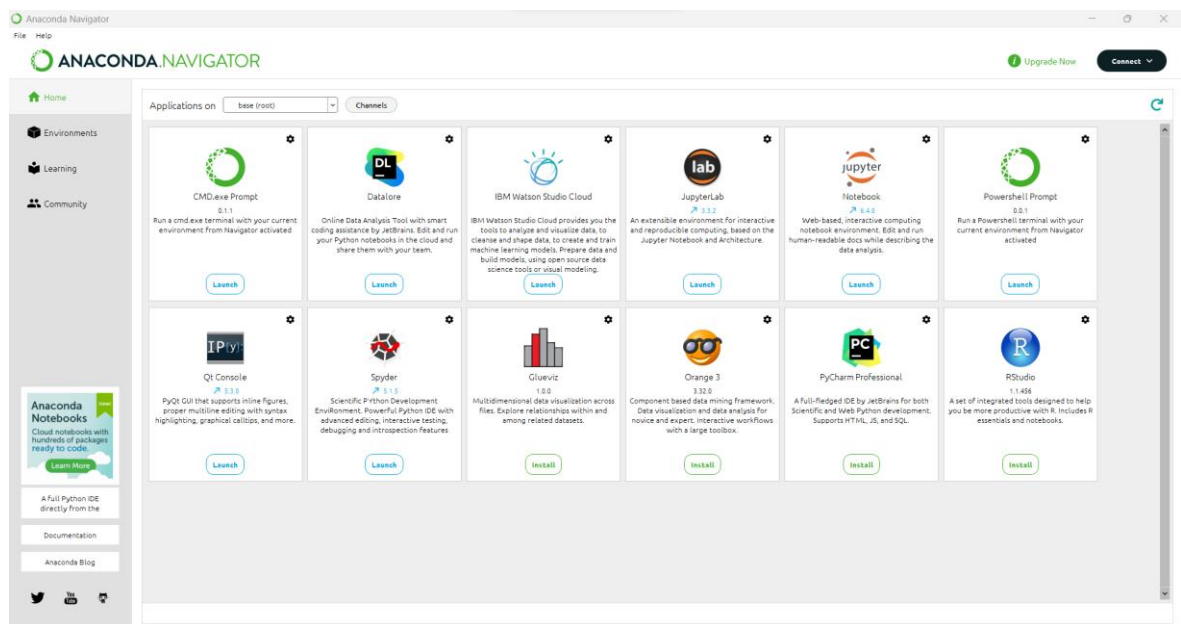 Anaconda Navigator
File Help
ANACONDA.NAVIGATOR
Upgrade Now
Connect
Home
Environments
Learning
Community
Applications on
base (root)
Channels
CMD.exe Prompt
0.1.1
Run a cmd.exe terminal with your current
environment from Navigator activated
Launch
DL
Datalore
Online Data Analysis Tool with smart
coding assistance by JetBrains. Edit and run
your Python notebooks in the cloud and
share them with your team.
Launch
IBM Watson Studio Cloud
IBM Watson Studio Cloud provides you the
tools to analyze and visualize data, to
cleanse and shape data, to create and train
machine learning models. Prepare data and
build models, using open source data
science tools or visual modeling.
Launch
lab
JupyterLab
3.3.2
An extensible environment for interactive
and reproducible computing, based on the
Jupyter Notebook and Architecture.
Launch
jupyter
Notebook
6.4.8
Web-based, interactive computing
notebook environment. Edit and run
human-readable docs while describing the
data analysis.
Launch
Powershell Prompt
0.0.1
Run a Powershell terminal with your
current environment from Navigator
activated
Launch
IP[y]:
Qt Console
5.3.0
PyQt GUI that supports inline figures,
proper multiline editing with syntax
highlighting, graphical calltips, and more.
Launch
Spyder
5.1.5
Scientific PYthon Development
EnviRonment. Powerful Python IDE with
advanced editing, interactive testing,
debugging and introspection features
Launch
Glueviz
1.0.0
Multidimensional data visualization across
files. Explore relationships within and
among related datasets.
Install
Orange 3
3.32.0
Component based data mining framework.
Data visualization and data analysis for
novice and expert. Interactive workflows
with a large toolbox.
Install
PC
PyCharm Professional
A full-fledged IDE by JetBrains for both
Scientific and Web Python development.
Supports HTML, JS, and SQL.
Install
R
RStudio
1.1.456
A set of integrated tools designed to help
you be more productive with R. Includes R
essentials and notebooks.
Install
Anaconda
Notebooks
Cloud notebooks with
hundreds of packages
ready to code.
Learn More
A full Python IDE
directly from the
Documentation
Anaconda Blog
You
Tube